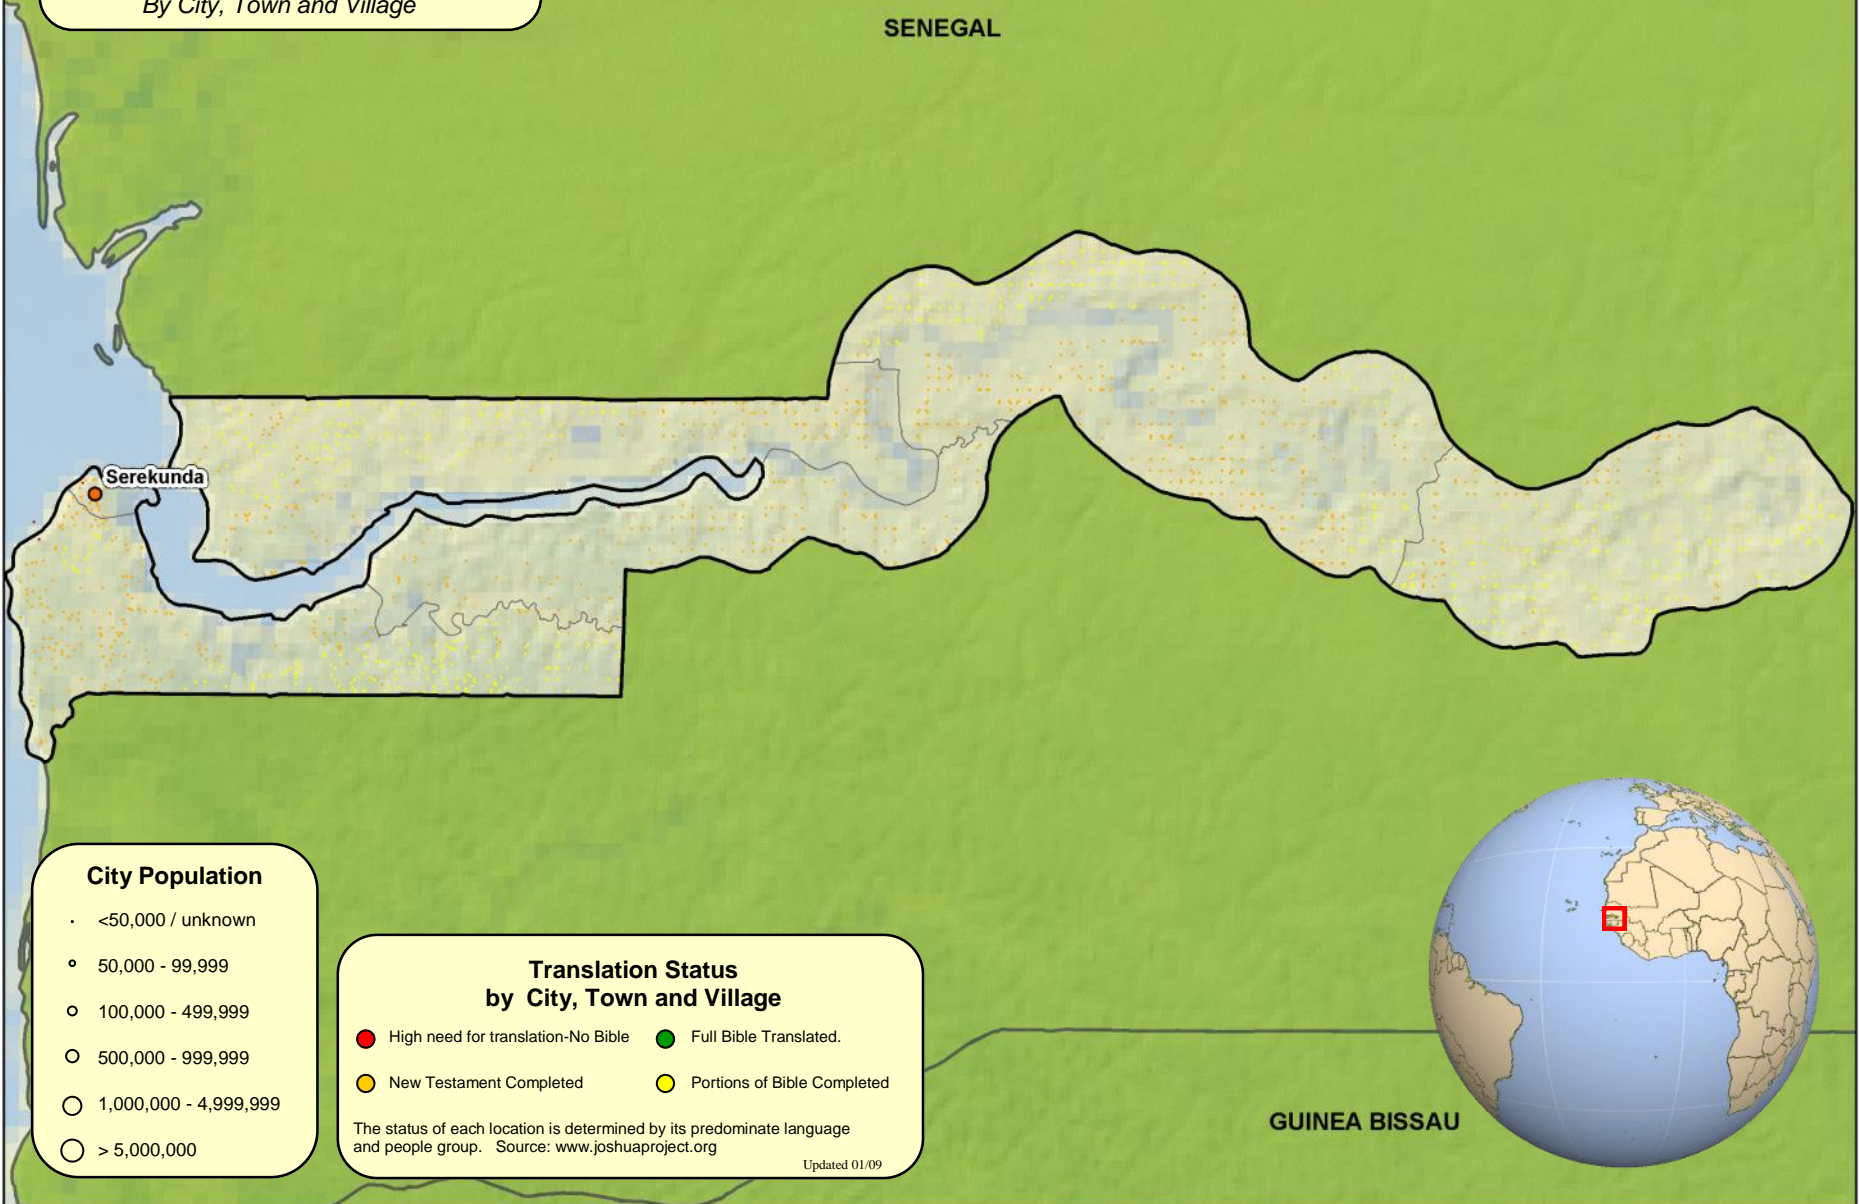 By City, Town and Village
SENEGAL
Serekunda
City Population
<50,000 / unknown
50,000 - 99,999
100,000 - 499,999
500,000 - 999,999
1,000,000 - 4,999,999
> 5,000,000
Translation Status
by City, Town and Village
High need for translation-No Bible
Full Bible Translated.
New Testament Completed
Portions of Bible Completed
The status of each location is determined by its predominate language
and people group. Source: www.joshuaproject.org
Updated 01/09
GUINEA BISSAU